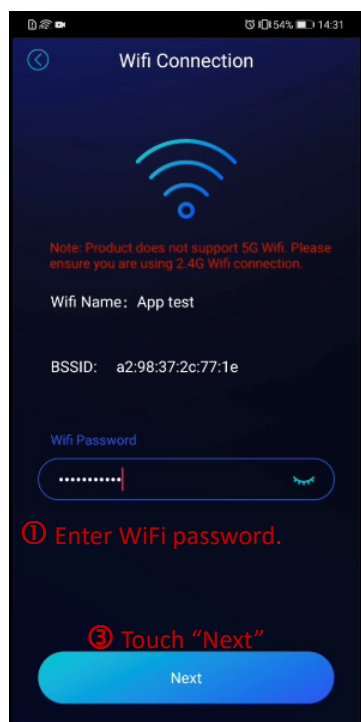 54% 14:31
Wifi Connection
Note: Product does not support 5G Wifi. Please
ensure you are using 2.4G Wifi connection.
Wifi Name: App test
BSSID: a2:98:37:2c:77:1e
Wifi Password
•••••••••••
① Enter WiFi password.
③ Touch “Next”
Next